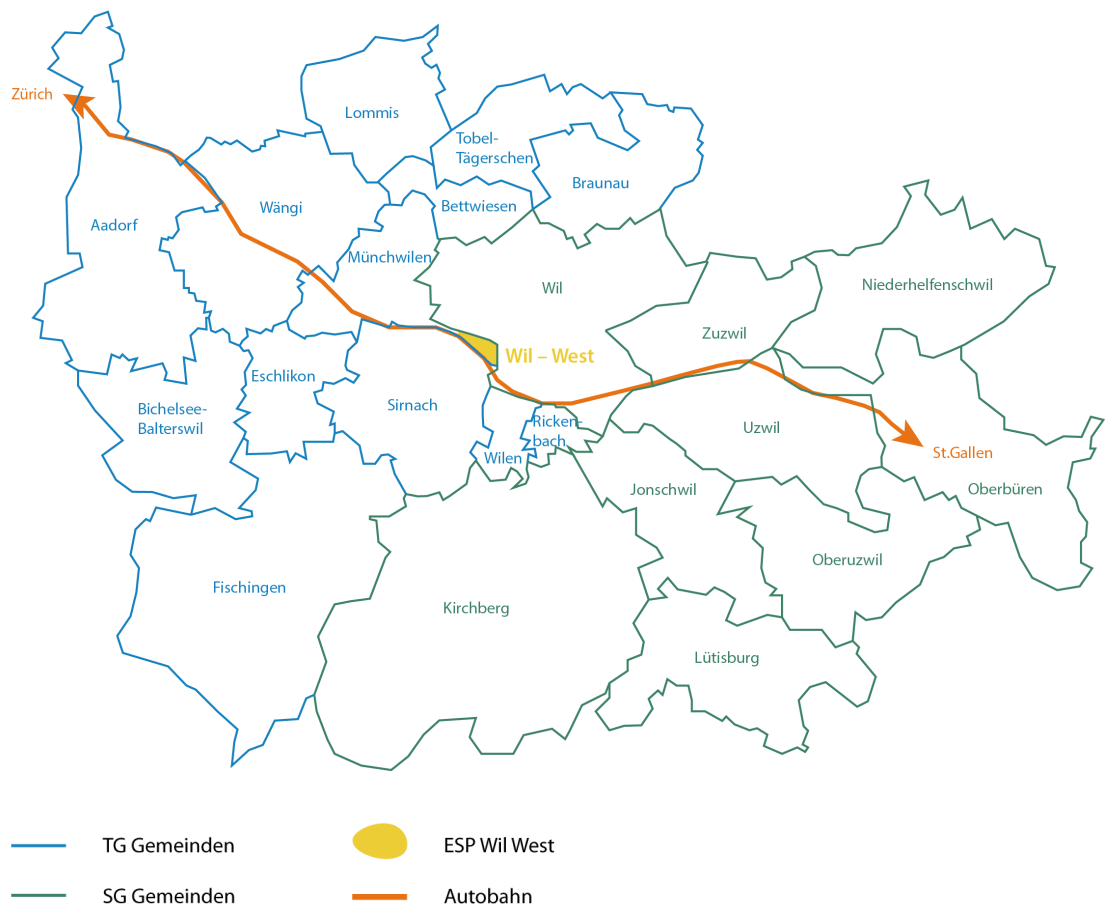 Zürich
Lommis
Tobel-
Tägerschen
Braunau
Aadorf
Wängi
Bettwiesen
Münchwilen
Wil
Niederhelfenschwil
Zuzwil
Wil – West
Eschlikon
Bichelsee-
Balterswil
Sirnach
Ricken-
bach
Wilen
Uzwil
St.Gallen
Jonschwil
Oberbüren
Oberuzwil
Fischingen
Kirchberg
Lütisburg
TG Gemeinden
ESP Wil West
SG Gemeinden
Autobahn